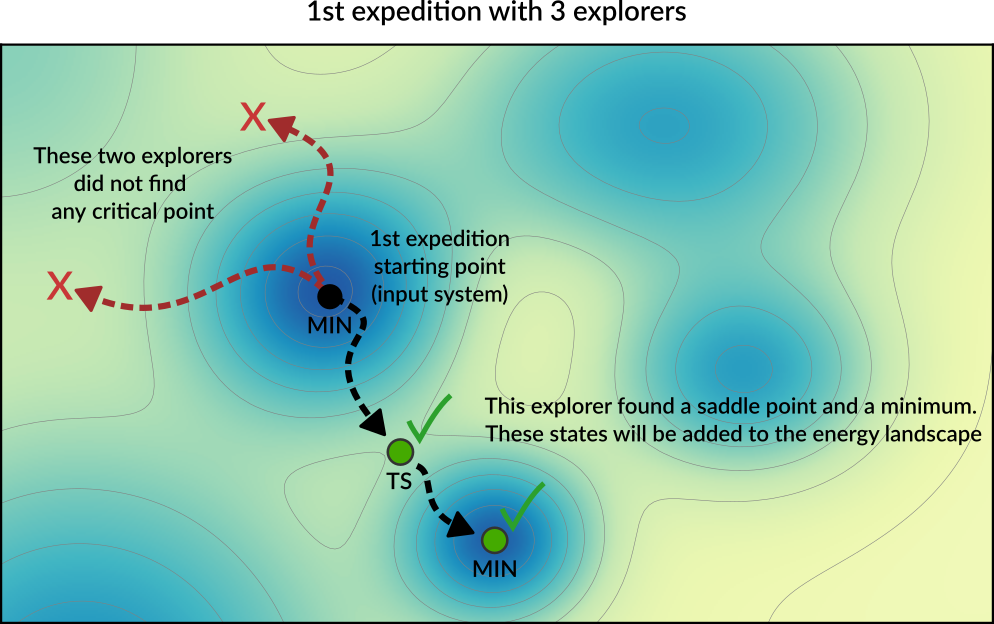 1st expedition with 3 explorers
X
These two explorers
did not find
any critical point
1st expedition
starting point
(input system)
X
MIN
This explorer found a saddle point and a minimum.
These states will be added to the energy landscape
TS
MIN